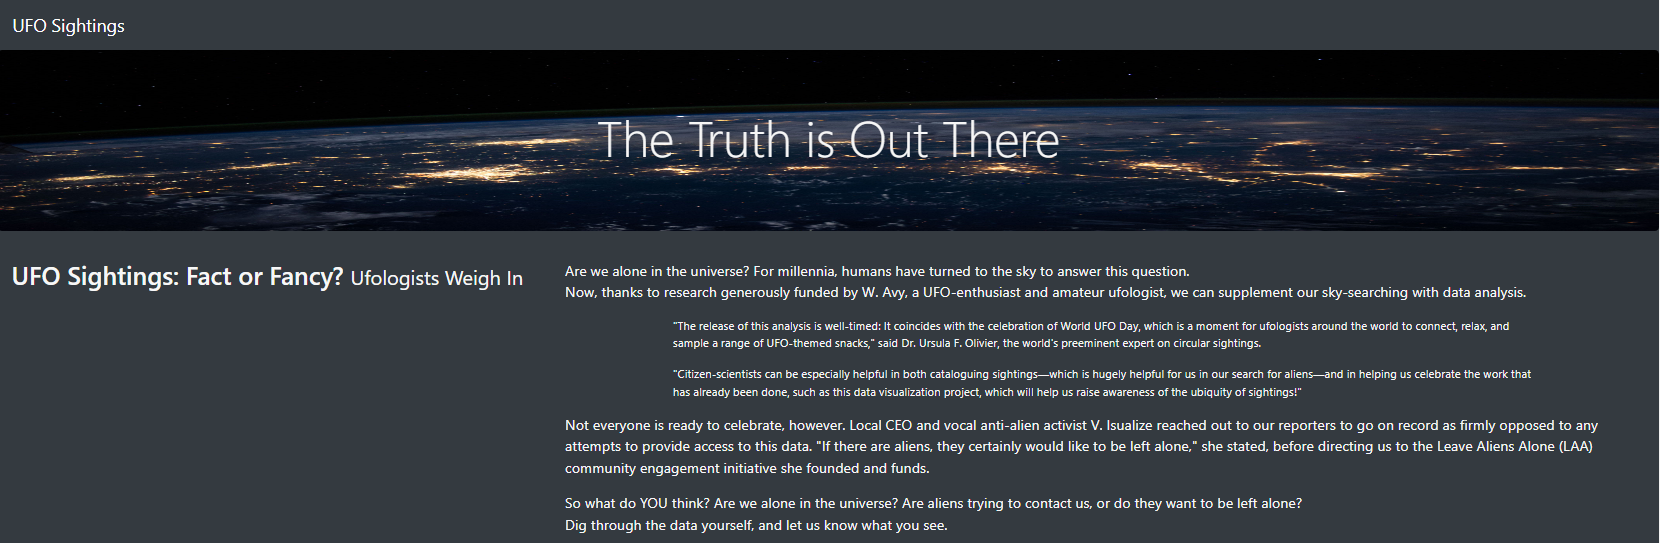 UFO Sightings
The Truth is Out There
UFO Sightings: Fact or Fancy? Ufologists Weigh In
Are we alone in the universe? For millennia, humans have turned to the sky to answer this question.
Now, thanks to research generously funded by W. Avy, a UFO-enthusiast and amateur ufologist, we can supplement our sky-searching with data analysis.
"The release of this analysis is well-timed: It coincides with the celebration of World UFO Day, which is a moment for ufologists around the world to connect, relax, and
sample a range of UFO-themed snacks," said Dr. Ursula F. Olivier, the world's preeminent expert on circular sightings.
"Citizen-scientists can be especially helpful in both cataloguing sightings—which is hugely helpful for us in our search for aliens—and in helping us celebrate the work that
has already been done, such as this data visualization project, which will help us raise awareness of the ubiquity of sightings!"
Not everyone is ready to celebrate, however. Local CEO and vocal anti-alien activist V. Isualize reached out to our reporters to go on record as firmly opposed to any
attempts to provide access to this data. "If there are aliens, they certainly would like to be left alone," she stated, before directing us to the Leave Aliens Alone (LAA)
community engagement initiative she founded and funds.
So what do YOU think? Are we alone in the universe? Are aliens trying to contact us, or do they want to be left alone?
Dig through the data yourself, and let us know what you see.